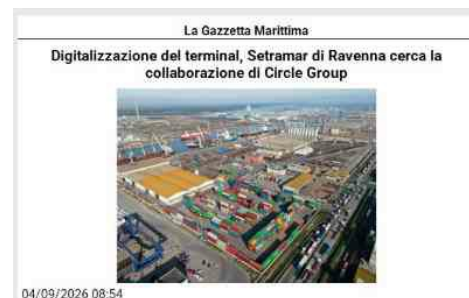 La Gazzetta Marittima
Digitalizzazione del terminal, Setramar di Ravenna cerca la
collaborazione di Circle Group
04/09/2026 08:54